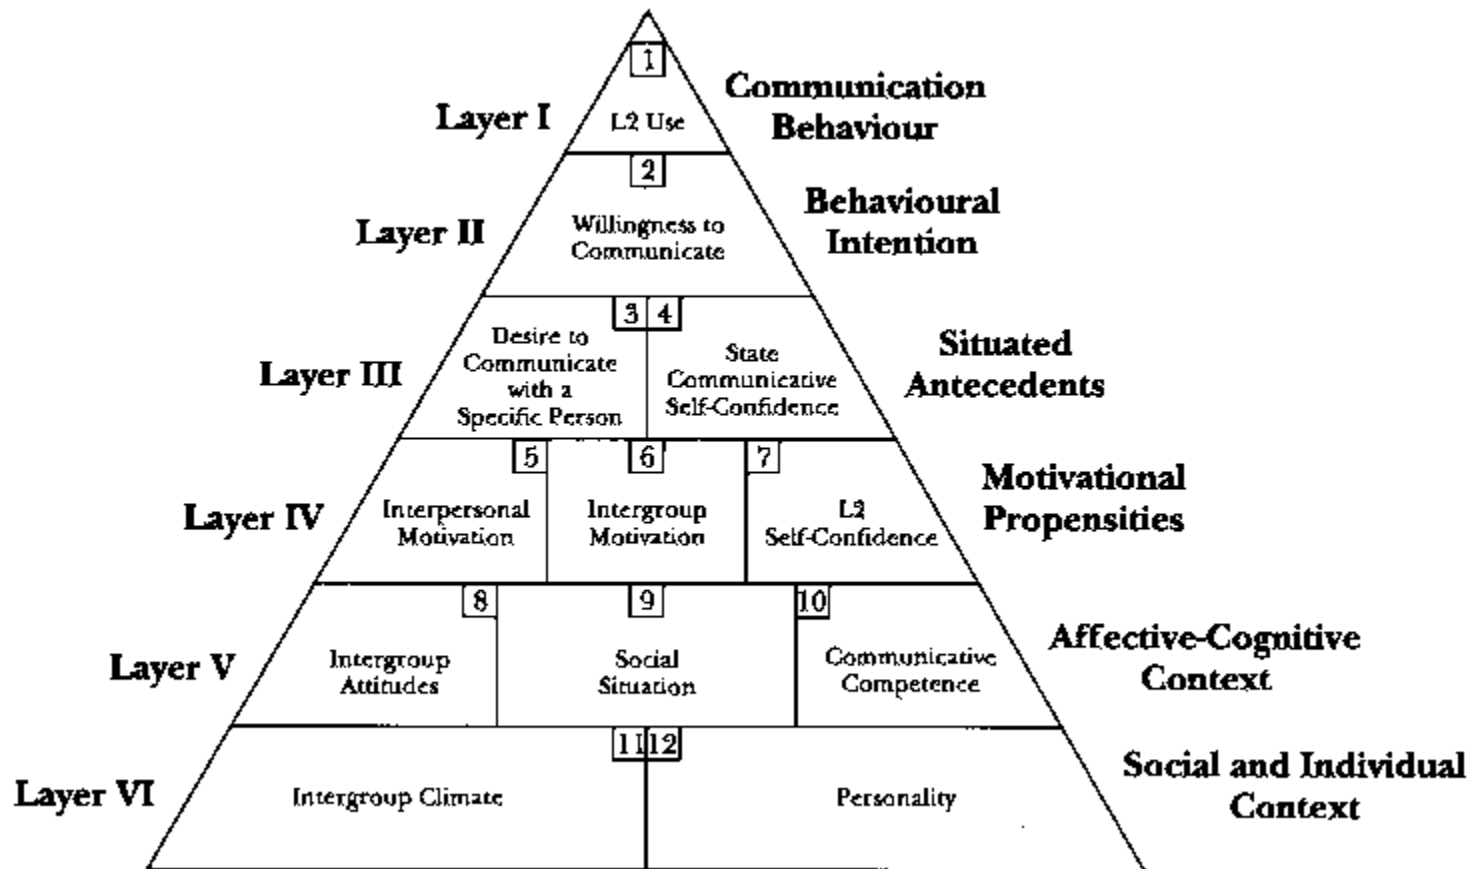 1
Layer I
L2 Use
Communication
Behaviour
2
Layer II
Willingness to
Communicate
Behavioural
Intention
3 4
Layer III
Desire to
Communicate
with a
Specific Person
State
Communicative
Self-Confidence
Situated
Antecedents
5 6 7
Layer IV
Interpersonal
Motivation
Intergroup
Motivation
L2
Self-Confidence
Motivational
Propensities
8 9 10
Layer V
Intergroup
Attitudes
Social
Situation
Communicative
Competence
Affective-Cognitive
Context
11 12
Layer VI
Intergroup Climate
Personality
Social and Individual
Context